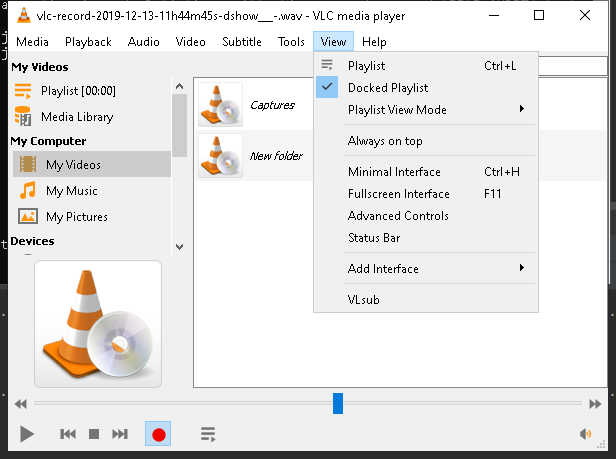 vlc-record-2019-12-13-11h44m45s-dshow___-.wav - VLC media player
Media Playback Audio Video Subtitle Tools View Help
My Videos
Playlist [00:00]
Media Library
My Computer
My Videos
My Music
My Pictures
Devices
Captures
New folder
Playlist Ctrl+L
Docked Playlist
Playlist View Mode
Always on top
Minimal Interface Ctrl+H
Fullscreen Interface F11
Advanced Controls
Status Bar
Add Interface
VLsub